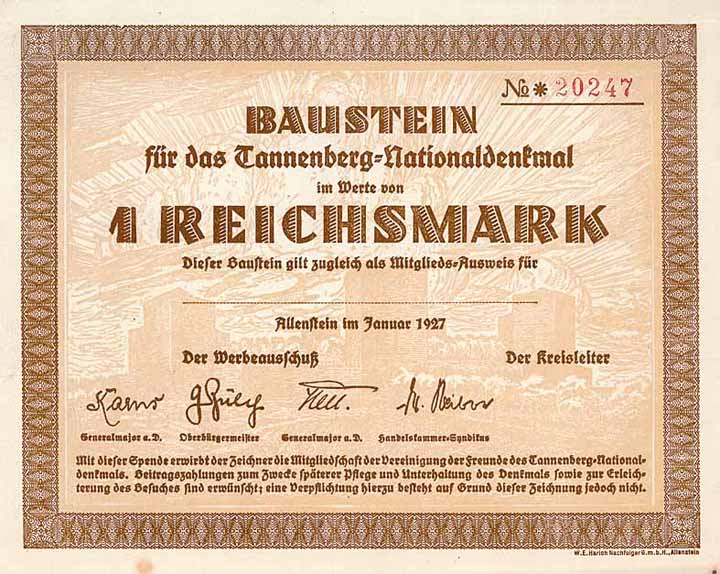 No * 20247
BAUSTEIN
für das Tannenberg=Nationaldenkmal
im Werte von
1 REICHSMARK
Dieser Baustein gilt zugleich als Mitglieds=Ausweis für
Allenstein im Januar 1927
Der Werbeausschuß Der Kreisleiter
Generalmajor a.D. Oberbürgermeister Generalmajor a.D. Handelskammer=Syndikus
Mit dieser Spende erwirbt der Zeichner die Mitgliedschaft der Vereinigung der Freunde des Tannenberg=National=
denkmals. Beitragszahlungen zum Zwecke späterer Pflege und Unterhaltung des Denkmals sowie zur Erleich=
terung des Besuches sind erwünscht; eine Verpflichtung hierzu besteht auf Grund dieser Zeichnung jedoch nicht.
W. E. Harich Nachfolger G.m.b.H., Allenstein